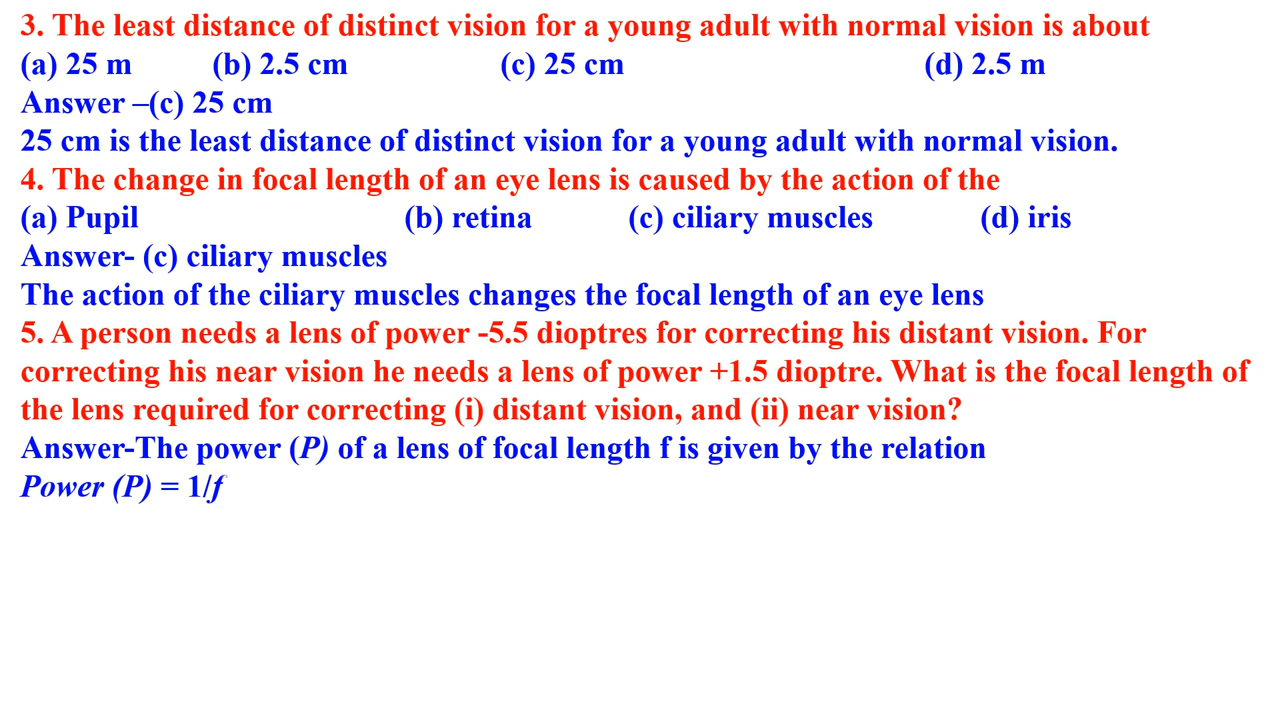 3. The least distance of distinct vision for a young adult with normal vision is about
(a) 25 m (b) 2.5 cm (c) 25 cm (d) 2.5 m
Answer –(c) 25 cm
25 cm is the least distance of distinct vision for a young adult with normal vision.
4. The change in focal length of an eye lens is caused by the action of the
(a) Pupil (b) retina (c) ciliary muscles (d) iris
Answer- (c) ciliary muscles
The action of the ciliary muscles changes the focal length of an eye lens
5. A person needs a lens of power -5.5 dioptres for correcting his distant vision. For
correcting his near vision he needs a lens of power +1.5 dioptre. What is the focal length of
the lens required for correcting (i) distant vision, and (ii) near vision?
Answer-The power (P) of a lens of focal length f is given by the relation
Power (P) = 1/f